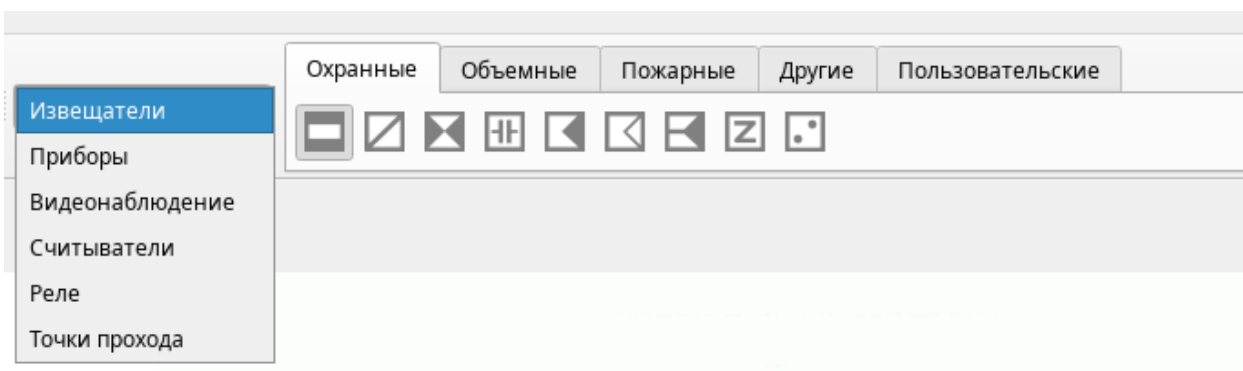 Охранные Объемные Пожарные Другие Пользовательские
Извещатели
Приборы
Видеонаблюдение
Считыватели
Реле
Точки прохода